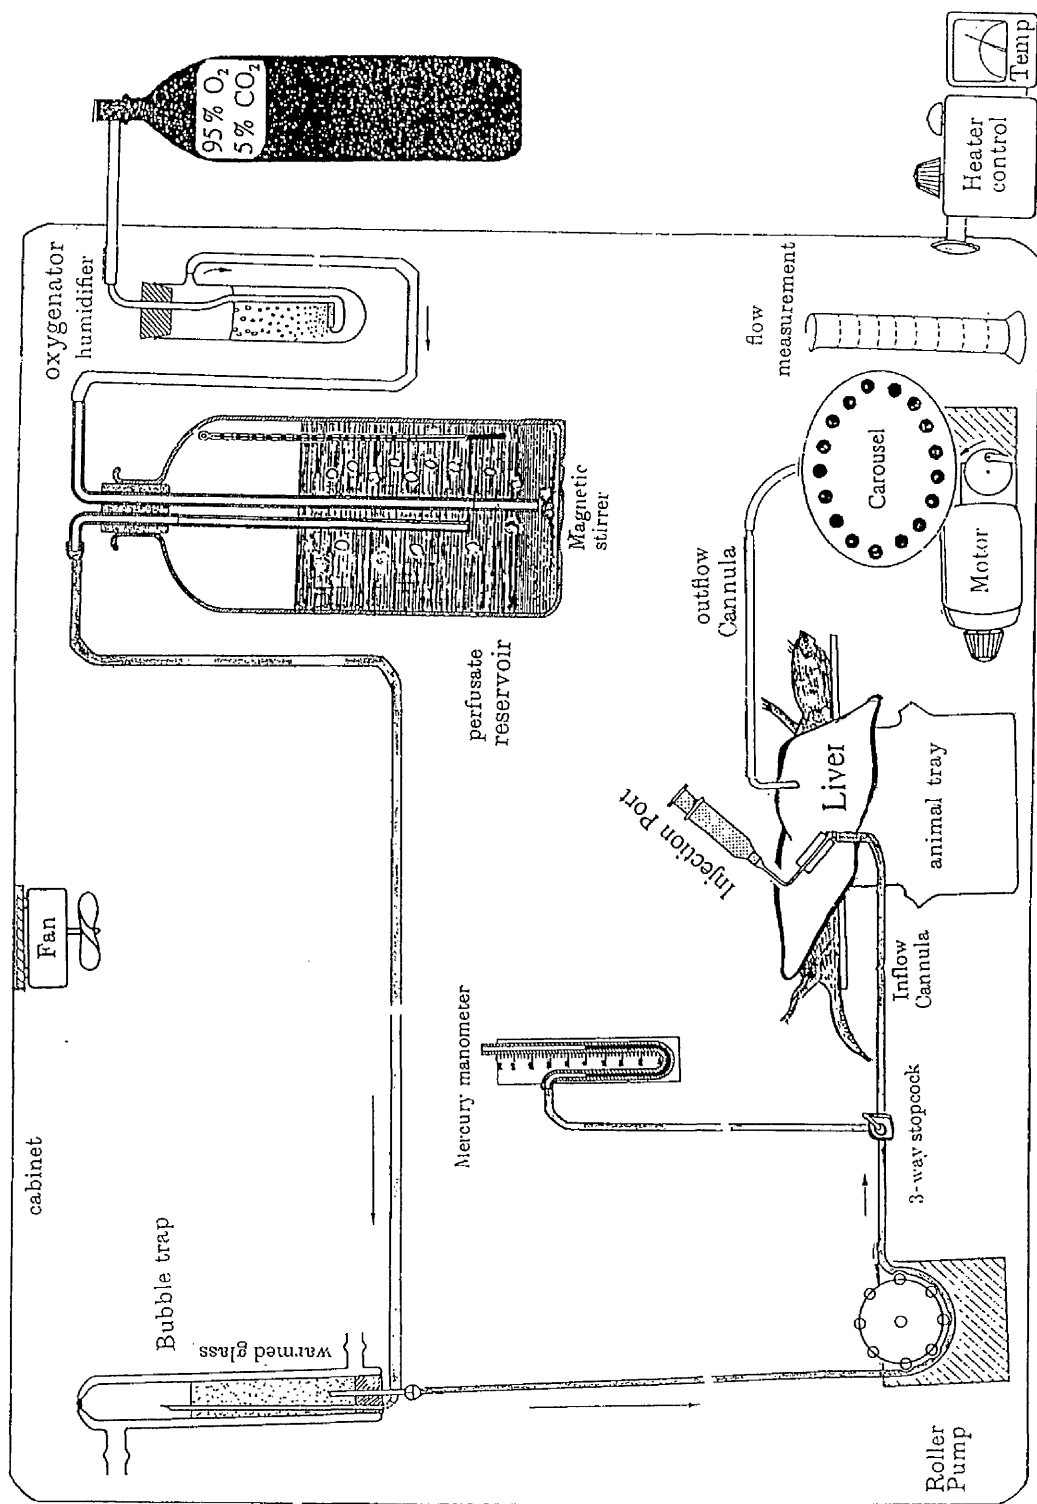 95% O₂
5% CO₂
oxygenator
humidifier
Temp
Heater
control
flow
measurement
Magnetic
stirrer
perfusate
reservoir
outflow
Cannula
Carousel
Motor
Injection Port
Liver
animal tray
Inflow
Cannula
Fan
Mercury manometer
3-way stopcock
cabinet
Bubble trap
warmed glass
Roller
Pump